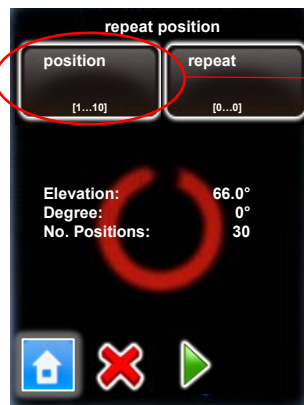 repeat position
position repeat
[1...10] [0...0]
Elevation: 66.0°
Degree: 0°
No. Positions: 30